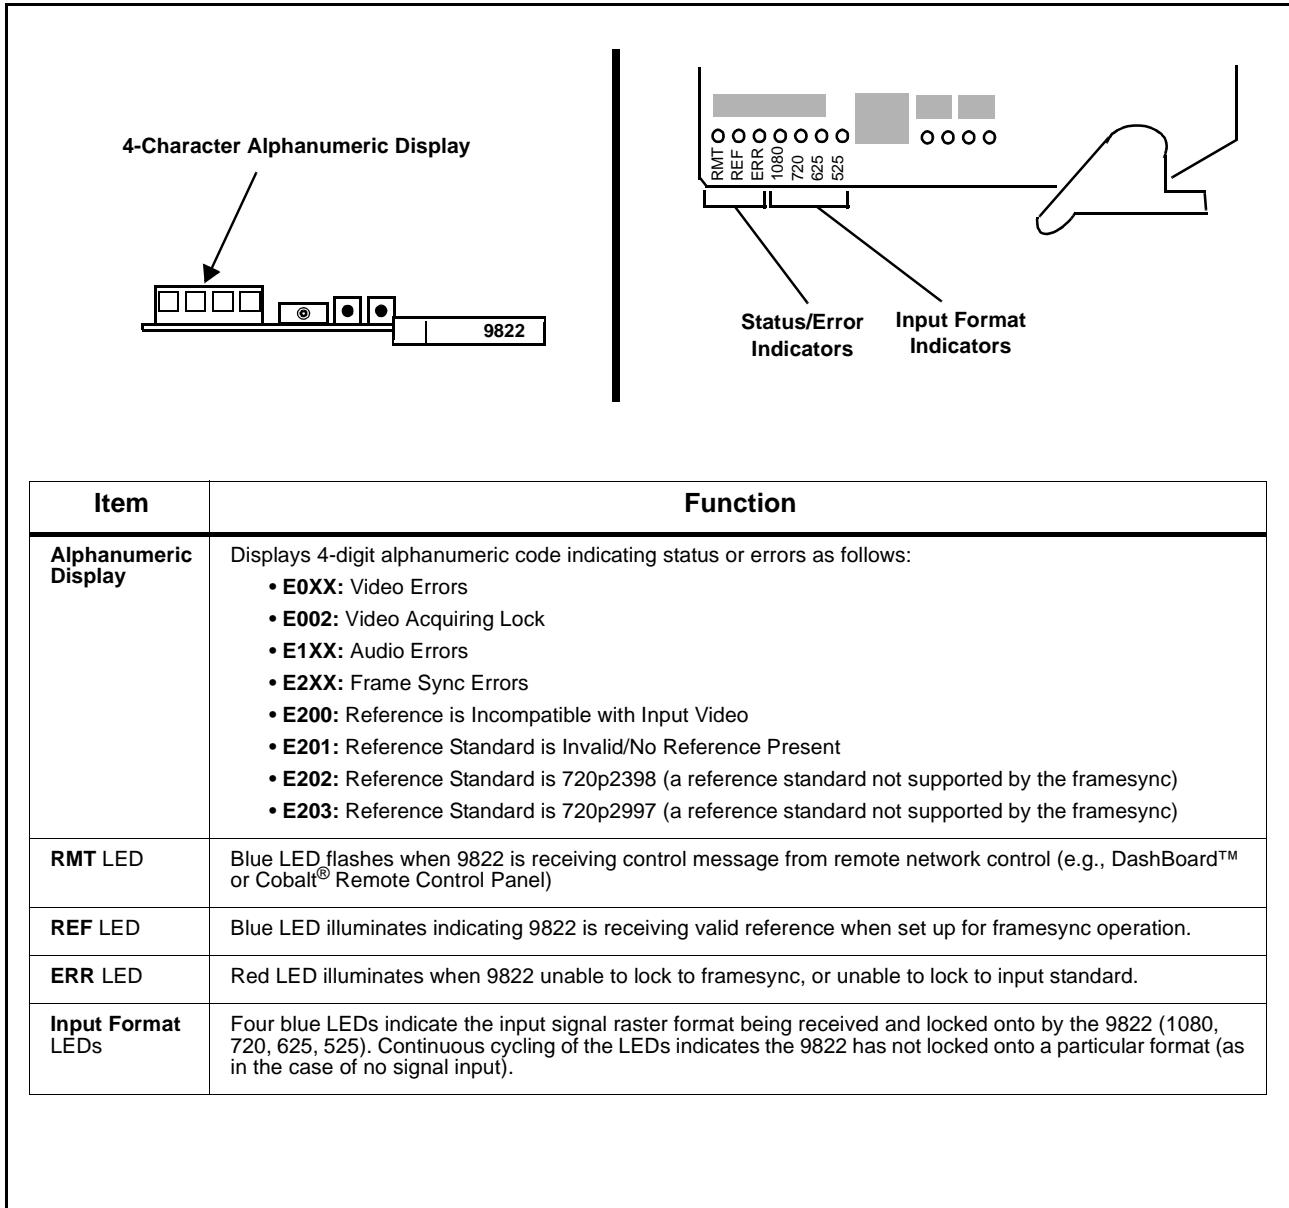 4-Character Alphanumeric Display
9822
RMT
REF
ERR
1080
720
625
525
Status/Error
Indicators
Input Format
Indicators
Item Function
Alphanumeric
Display
Displays 4-digit alphanumeric code indicating status or errors as follows:
• E0XX: Video Errors
• E002: Video Acquiring Lock
• E1XX: Audio Errors
• E2XX: Frame Sync Errors
• E200: Reference is Incompatible with Input Video
• E201: Reference Standard is Invalid/No Reference Present
• E202: Reference Standard is 720p2398 (a reference standard not supported by the framesync)
• E203: Reference Standard is 720p2997 (a reference standard not supported by the framesync)
RMT LED
Blue LED flashes when 9822 is receiving control message from remote network control (e.g., DashBoard™
or Cobalt® Remote Control Panel)
REF LED
Blue LED illuminates indicating 9822 is receiving valid reference when set up for framesync operation.
ERR LED
Red LED illuminates when 9822 unable to lock to framesync, or unable to lock to input standard.
Input Format
LEDs
Four blue LEDs indicate the input signal raster format being received and locked onto by the 9822 (1080,
720, 625, 525). Continuous cycling of the LEDs indicates the 9822 has not locked onto a particular format (as
in the case of no signal input).